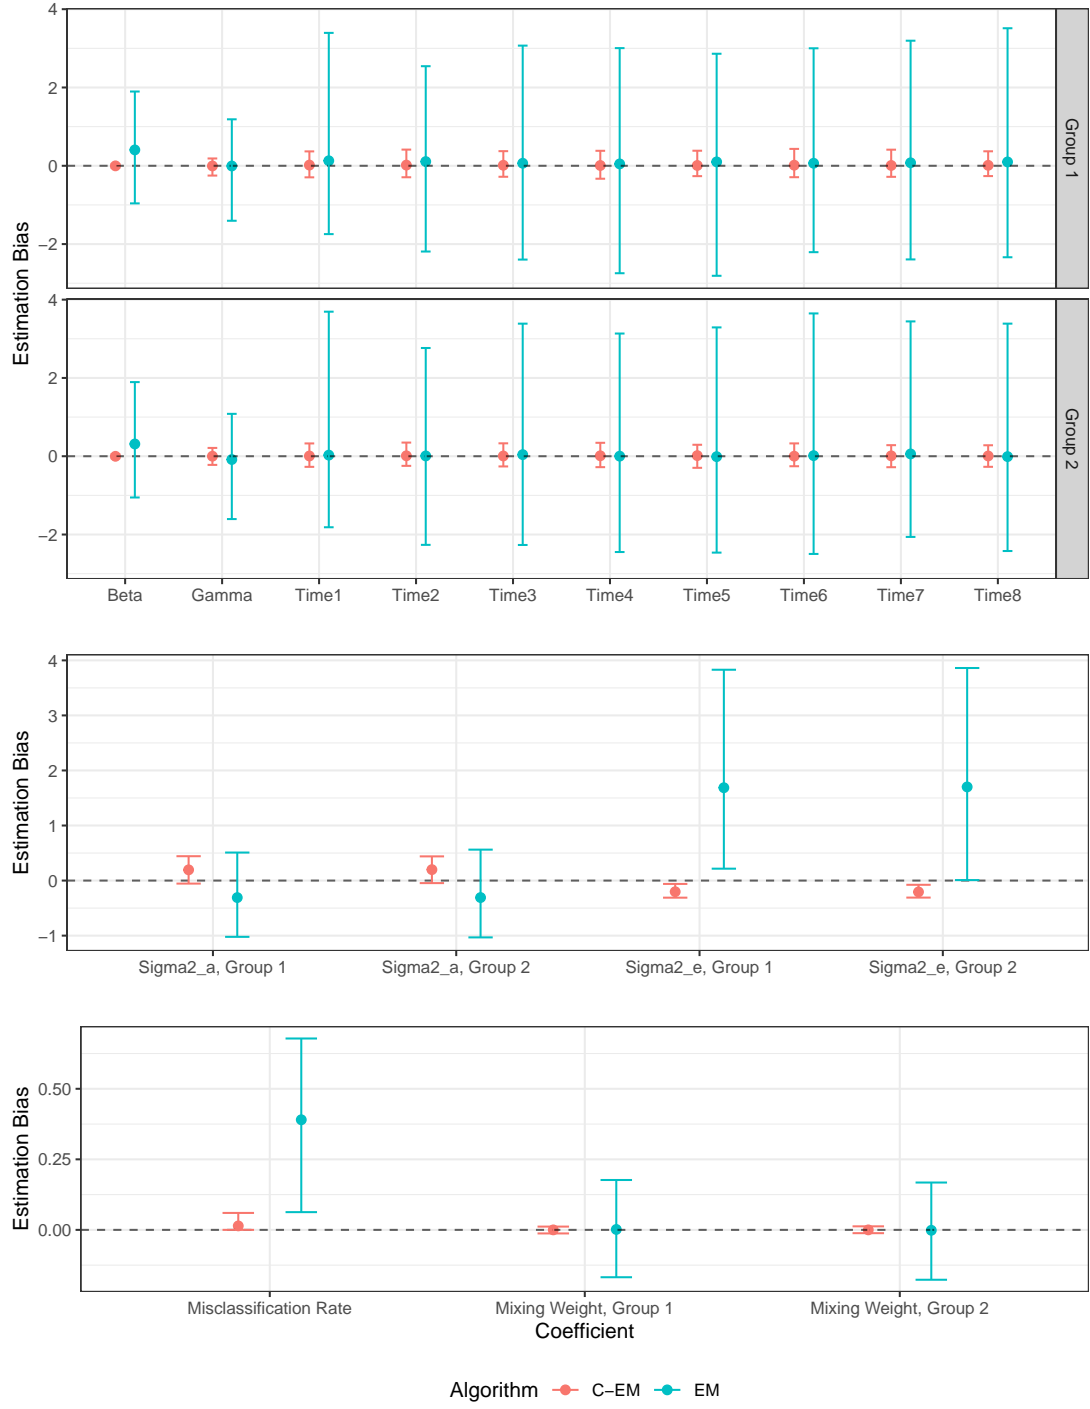 Estimation Bias
4
2
0
−2
Group 1
4
2
0
−2
Group 2
Beta Gamma Time1 Time2 Time3 Time4 Time5 Time6 Time7 Time8
Estimation Bias
4
3
2
1
0
−1
Sigma2_a, Group 1 Sigma2_a, Group 2 Sigma2_e, Group 1 Sigma2_e, Group 2
Estimation Bias
0.50
0.25
0.00
Misclassification Rate Mixing Weight, Group 1 Mixing Weight, Group 2
Coefficient
Algorithm C−EM EM